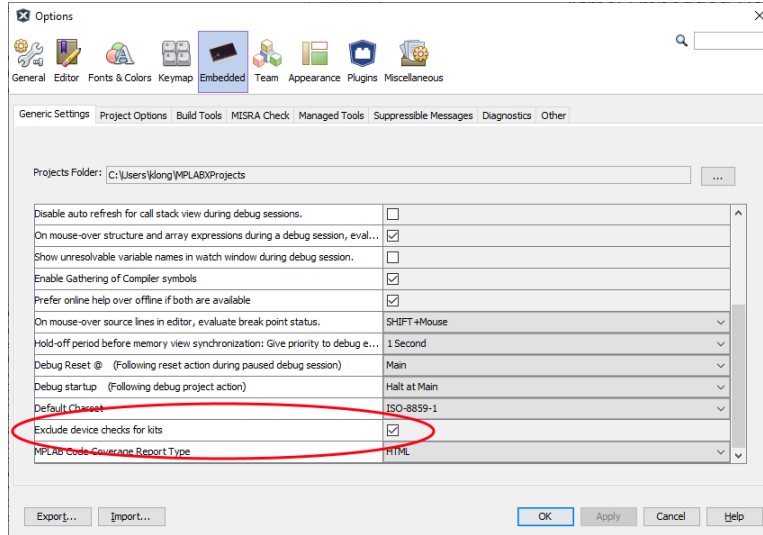 Options
General Editor Fonts & Colors Keymap Embedded Team Appearance Plugins Miscellaneous
Generic Settings Project Options Build Tools MISRA Check Managed Tools Suppressible Messages Diagnostics Other
Projects Folder: C:\Users\klong\MPLABXProjects ...
Disable auto refresh for call stack view during debug sessions.
On mouse-over structure and array expressions during a debug session, eval...
Show unresolvable variable names in watch window during debug session.
Enable Gathering of Compiler symbols
Prefer online help over offline if both are available
On mouse-over source lines in editor, evaluate break point status. SHIFT+Mouse
Hold-off period before memory view synchronization: Give priority to debug e... 1 Second
Debug Reset @ (Following reset action during paused debug session) Main
Debug startup (Following debug project action) Halt at Main
Default Charset ISO-8859-1
Exclude device checks for kits
MPLAB Code Coverage Report Type HTML
Export... Import... OK Apply Cancel Help